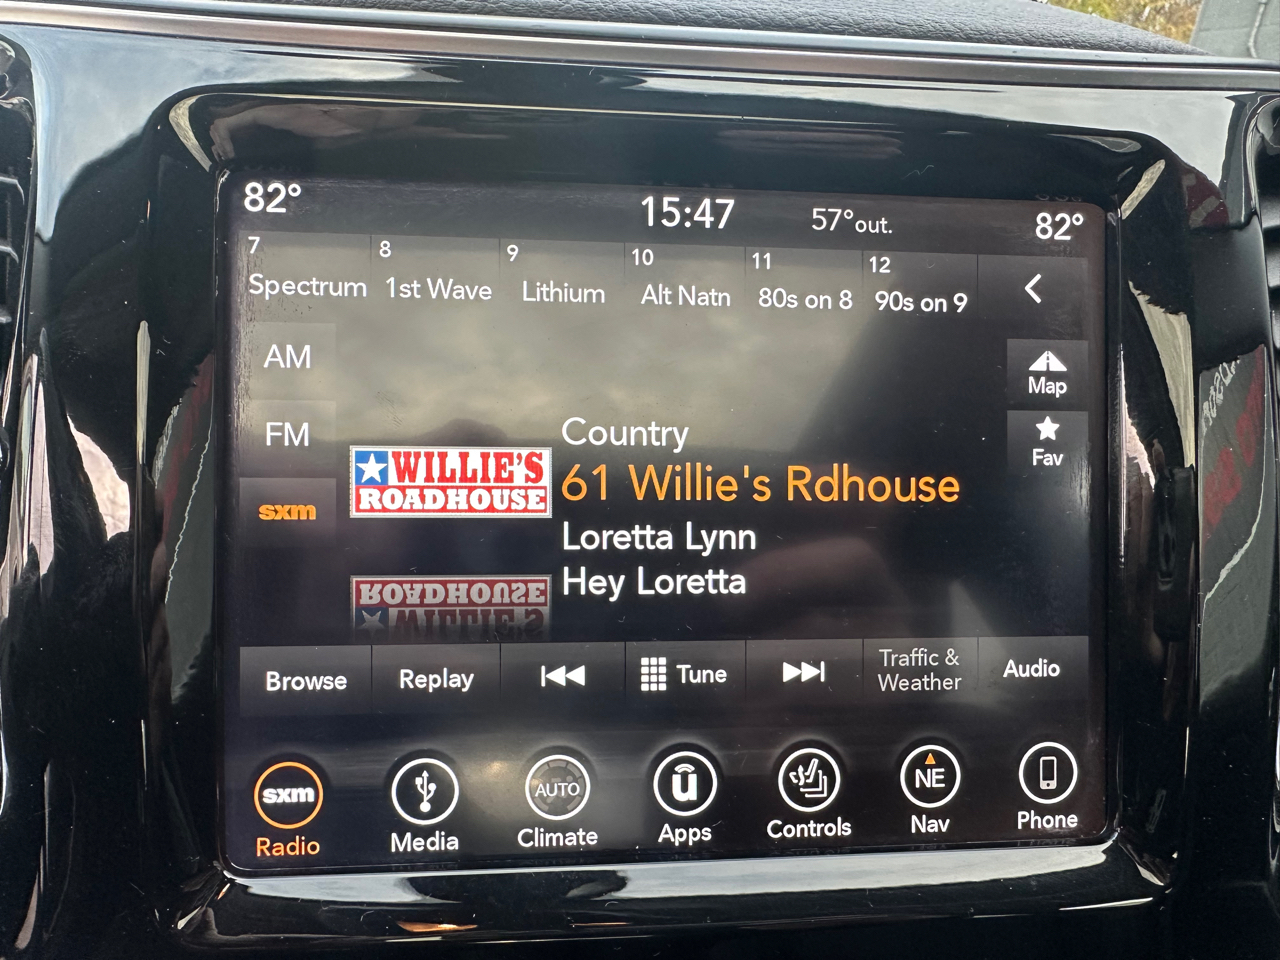 82°
15:47
57°out.
82°
7
Spectrum
8
1st Wave
9
Lithium
10
Alt Natn
11
80s on 8
12
90s on 9
AM
Map
FM
Fav
sxm
WILLIE'S
ROADHOUSE
Country
61 Willie's Rdhouse
Loretta Lynn
Hey Loretta
ROADHOUSE
WILLIE'S
Browse
Replay
Tune
Traffic &
Weather
Audio
sxm
Radio
Media
AUTO
Climate
u
Apps
Controls
NE
Nav
Phone